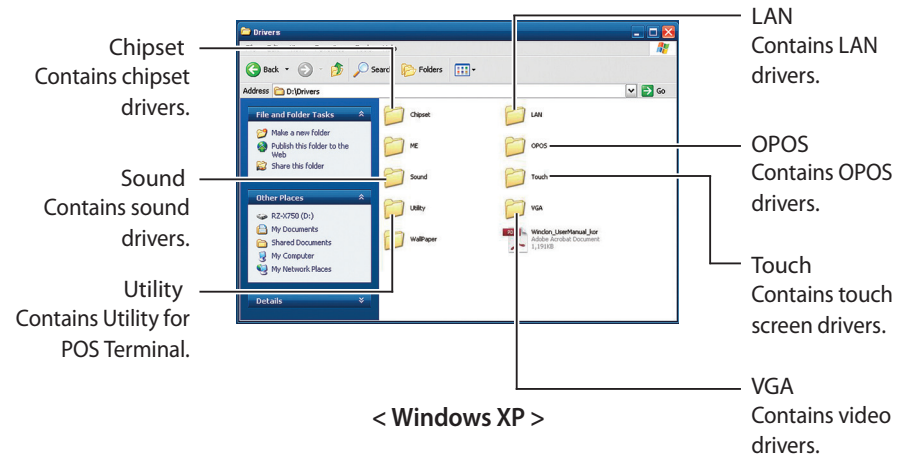 Chipset
Contains chipset
drivers.
Sound
Contains sound
drivers.
Utility
Contains Utility for
POS Terminal.
Drivers
Back
Search
Folders
Address D:\Drivers
Go
File and Folder Tasks
Make a new folder
Publish this folder to the
Web
Share this folder
Other Places
RZ-X750 (D:)
My Documents
Shared Documents
My Computer
My Network Places
Details
Chipset
LAN
ME
OPOS
Sound
Touch
Utility
VGA
WallPaper
Windon_UserManual_kor
Adobe Acrobat Document
1,191KB
LAN
Contains LAN
drivers.
OPOS
Contains OPOS
drivers.
Touch
Contains touch
screen drivers.
VGA
Contains video
drivers.
< Windows XP >